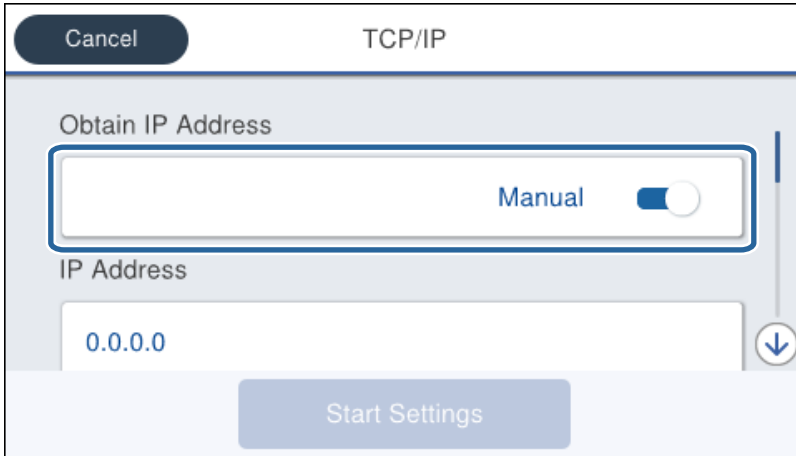 Cancel
TCP/IP
Obtain IP Address
Manual
IP Address
0.0.0.0
Start Settings